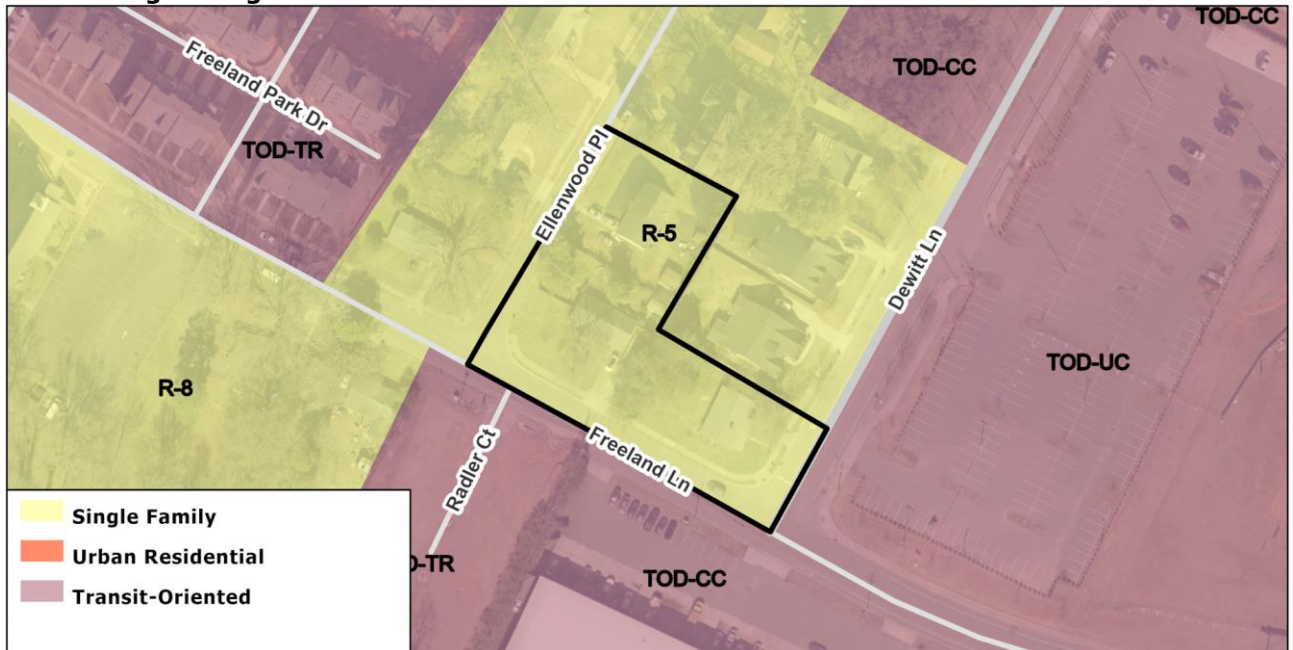 TOD-CC
Freeland Park Dr
TOD-CC
TOD-TR
Ellenwood Pl
R-5
Dewitt Ln
TOD-UC
R-8
Freeland Ln
Radler Ct
TOD-CC
Single Family
Urban Residential
Transit-Oriented